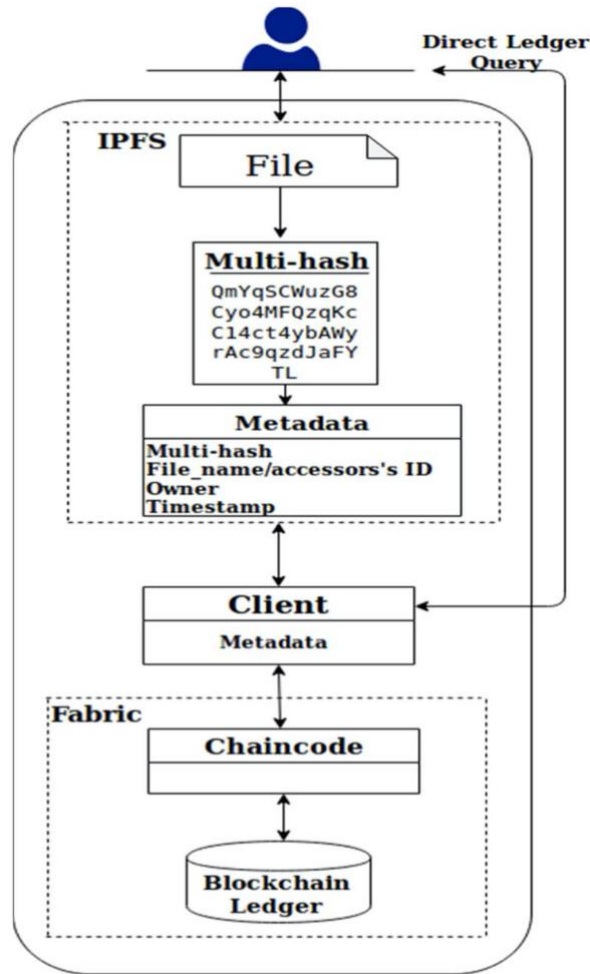 Direct Ledger
Query
IPFS
File
Multi-hash
QmYqSCWuzG8
Cyo4MFQzqKc
C14ct4ybAWy
rAc9qzdJaFY
TL
Metadata
Multi-hash
File_name/accessors's ID
Owner
Timestamp
Client
Metadata
Fabric
Chaincode
Blockchain
Ledger